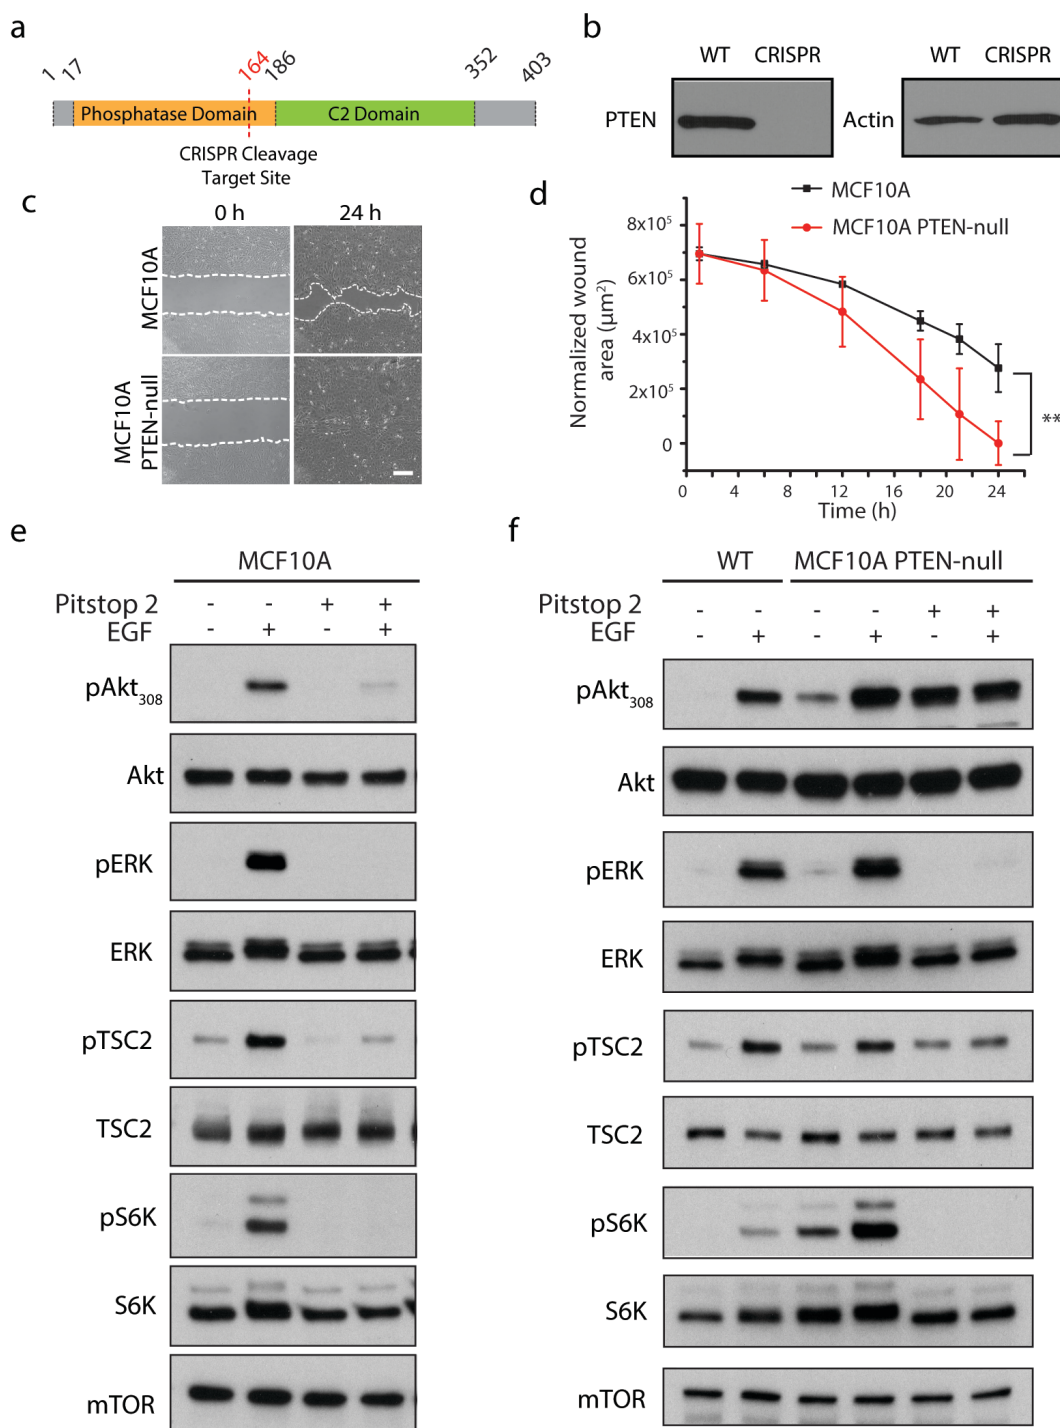 a
1 17 164 186 352 403
Phosphatase Domain C2 Domain
CRISPR Cleavage
Target Site
b
WT CRISPR WT CRISPR
PTEN Actin
c
0 h 24 h
MCF10A
MCF10A
PTEN-null
d
MCF10A
MCF10A PTEN-null
Normalized wound
area (µm²)
8x10⁵
6x10⁵
4x10⁵
2x10⁵
0
**
0 4 8 12 16 20 24
Time (h)
e
MCF10A
Pitstop 2 - - + +
EGF - + - +
pAkt₃₀₈
Akt
pERK
ERK
pTSC2
TSC2
pS6K
S6K
mTOR
f
WT MCF10A PTEN-null
Pitstop 2 - - - - + +
EGF - + - + - +
pAkt₃₀₈
Akt
pERK
ERK
pTSC2
TSC2
pS6K
S6K
mTOR